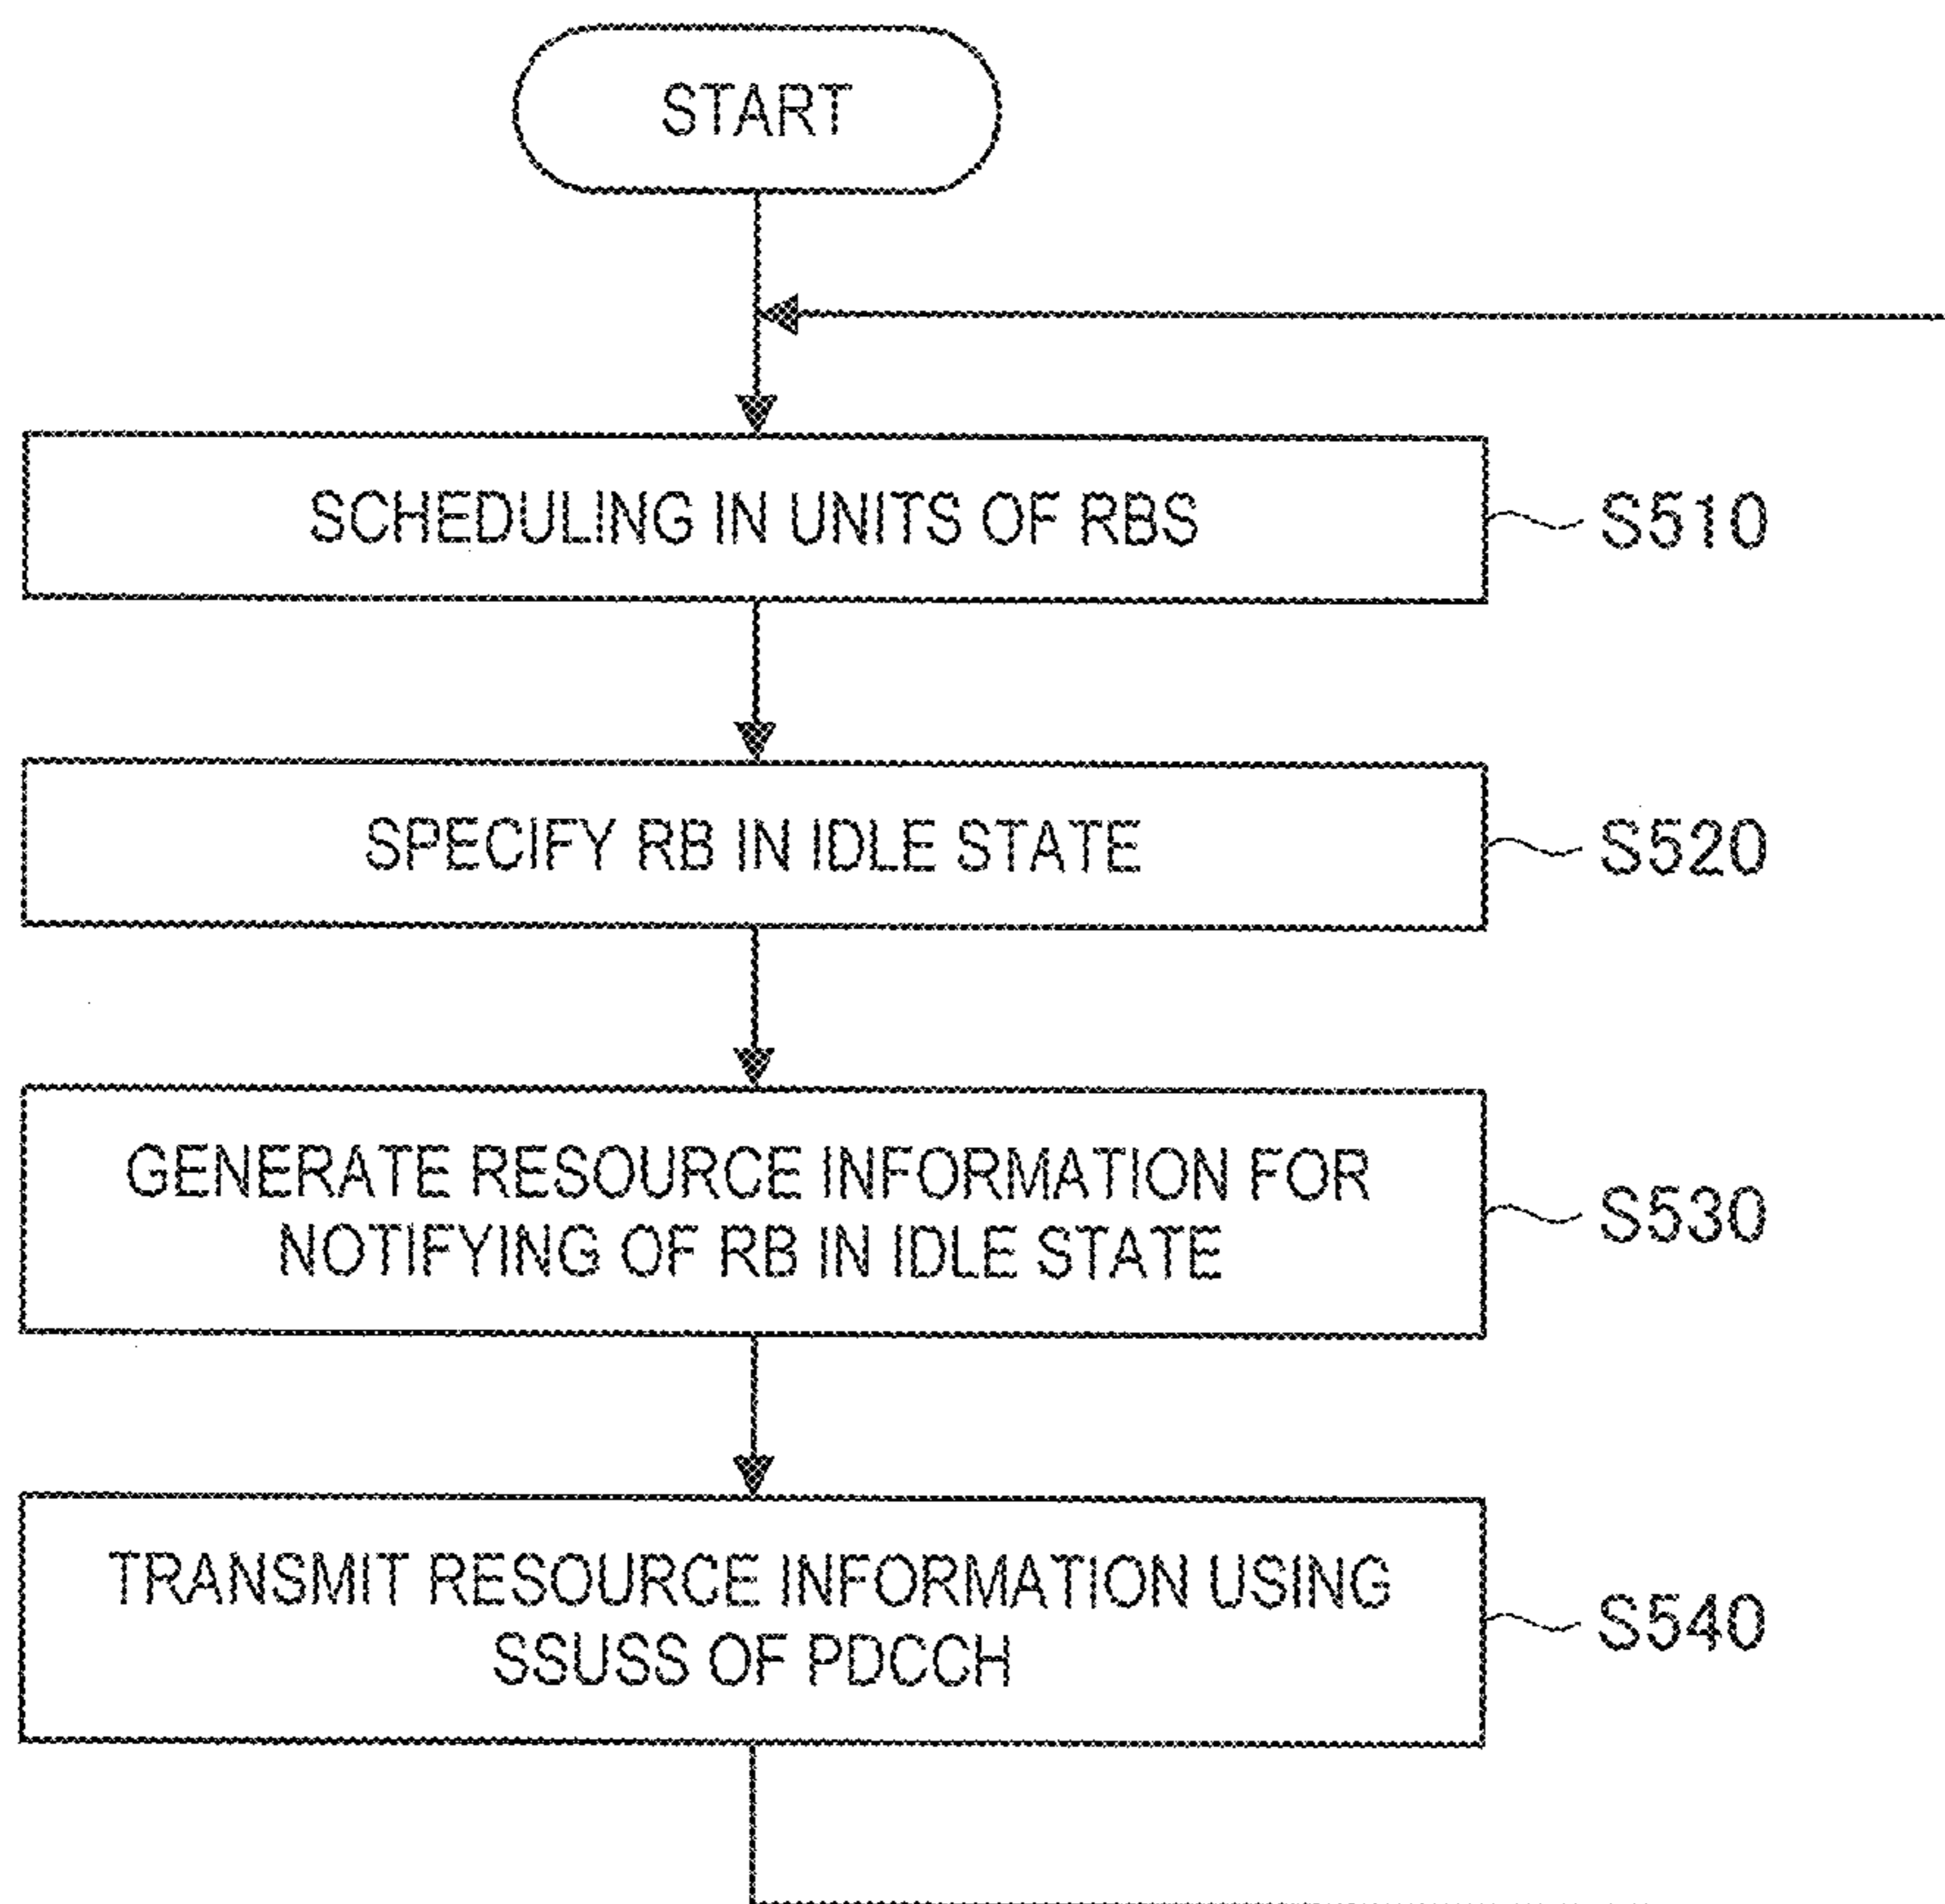 START
SCHEDULING IN UNITS OF RBS
S510
SPECIFY RB IN IDLE STATE
S520
GENERATE RESOURCE INFORMATION FOR
NOTIFYING OF RB IN IDLE STATE
S530
TRANSMIT RESOURCE INFORMATION USING
SSUSS OF PDCCH
S540